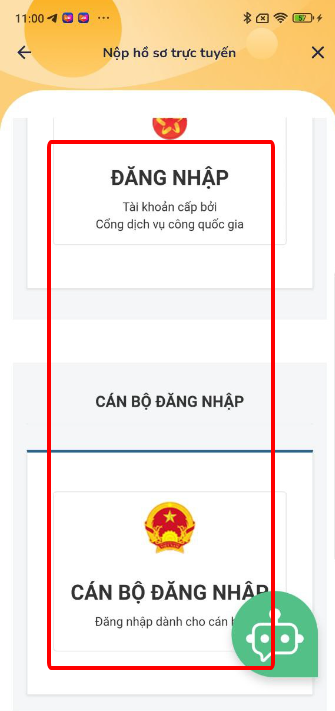 11:00
57
Nộp hồ sơ trực tuyến
ĐĂNG NHẬP
Tài khoản cấp bởi
Cổng dịch vụ công quốc gia
CÁN BỘ ĐĂNG NHẬP
CÁN BỘ ĐĂNG NHẬP
Đăng nhập dành cho cán